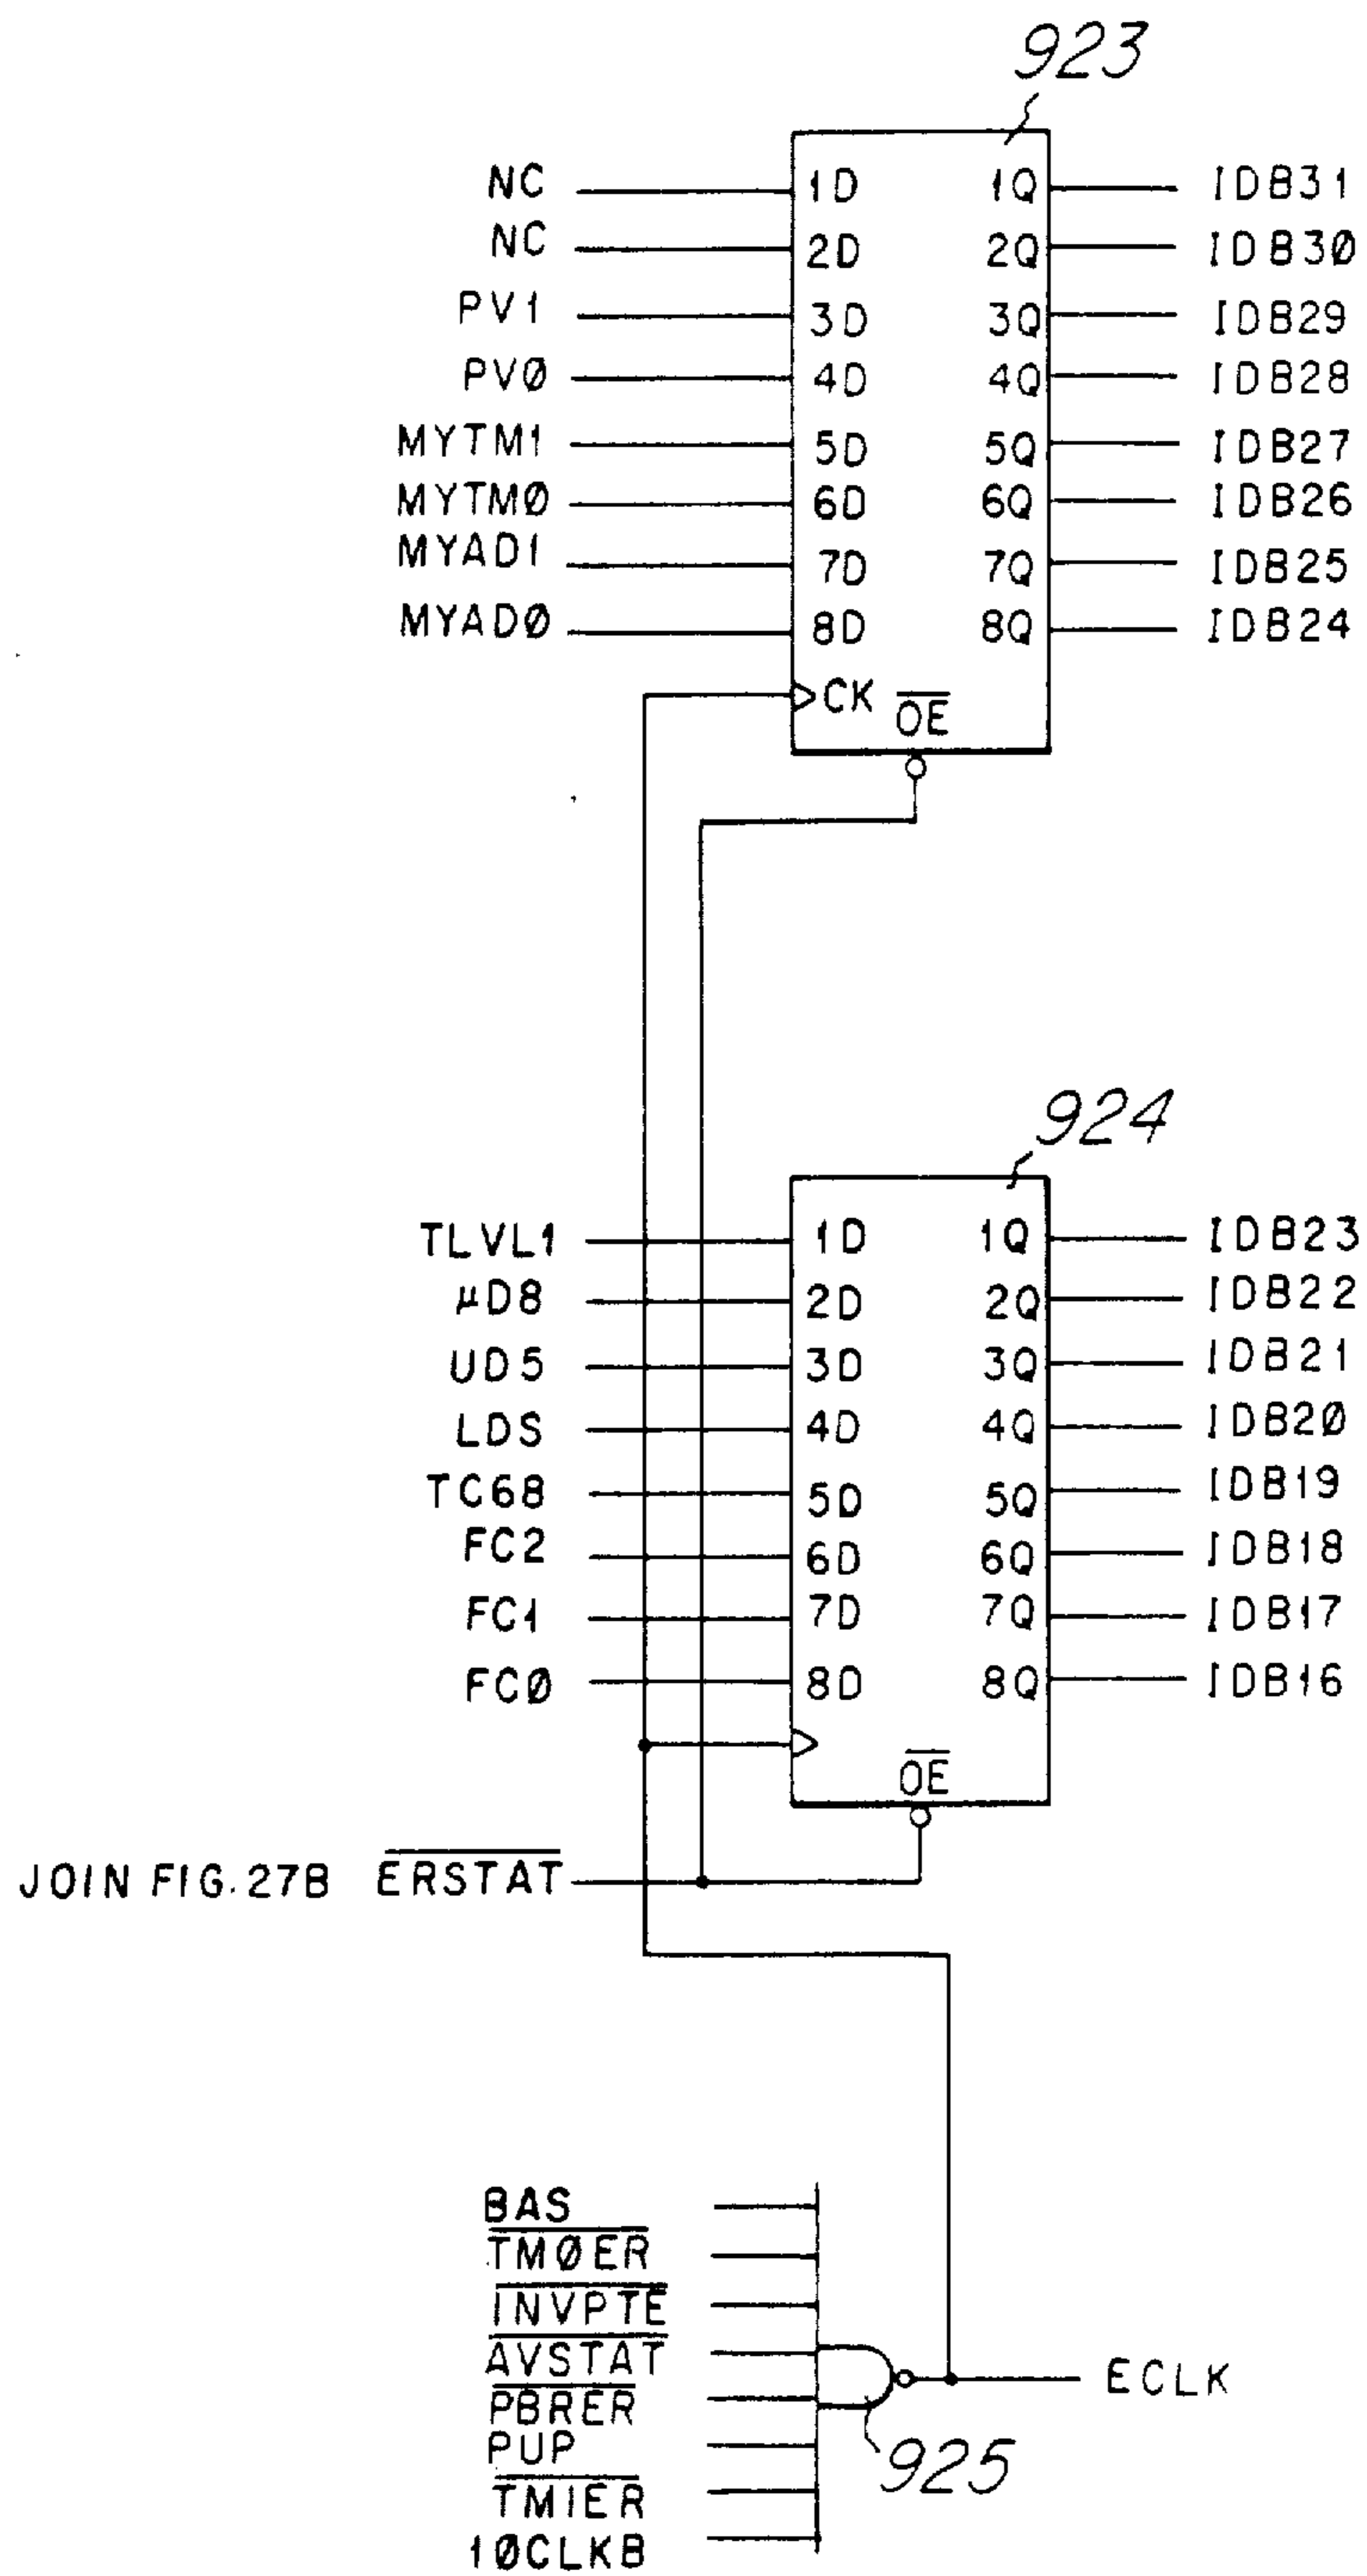 923
NC 1D 1Q IDB31
NC 2D 2Q IDB30
PV1 3D 3Q IDB29
PVØ 4D 4Q IDB28
MYTM1 5D 5Q IDB27
MYTMØ 6D 6Q IDB26
MYAD1 7D 7Q IDB25
MYADØ 8D 8Q IDB24
CK OE
924
TLVL1 1D 1Q IDB23
µD8 2D 2Q IDB22
UD5 3D 3Q IDB21
LDS 4D 4Q IDB2Ø
TC68 5D 5Q IDB19
FC2 6D 6Q IDB18
FC1 7D 7Q IDB17
FCØ 8D 8Q IDB16
OE
JOIN FIG.27B ERSTAT
BAS
TMØER
INVPTE
AVSTAT
ECLK
PBRER
PUP
925
TMIER
1ØCLKB